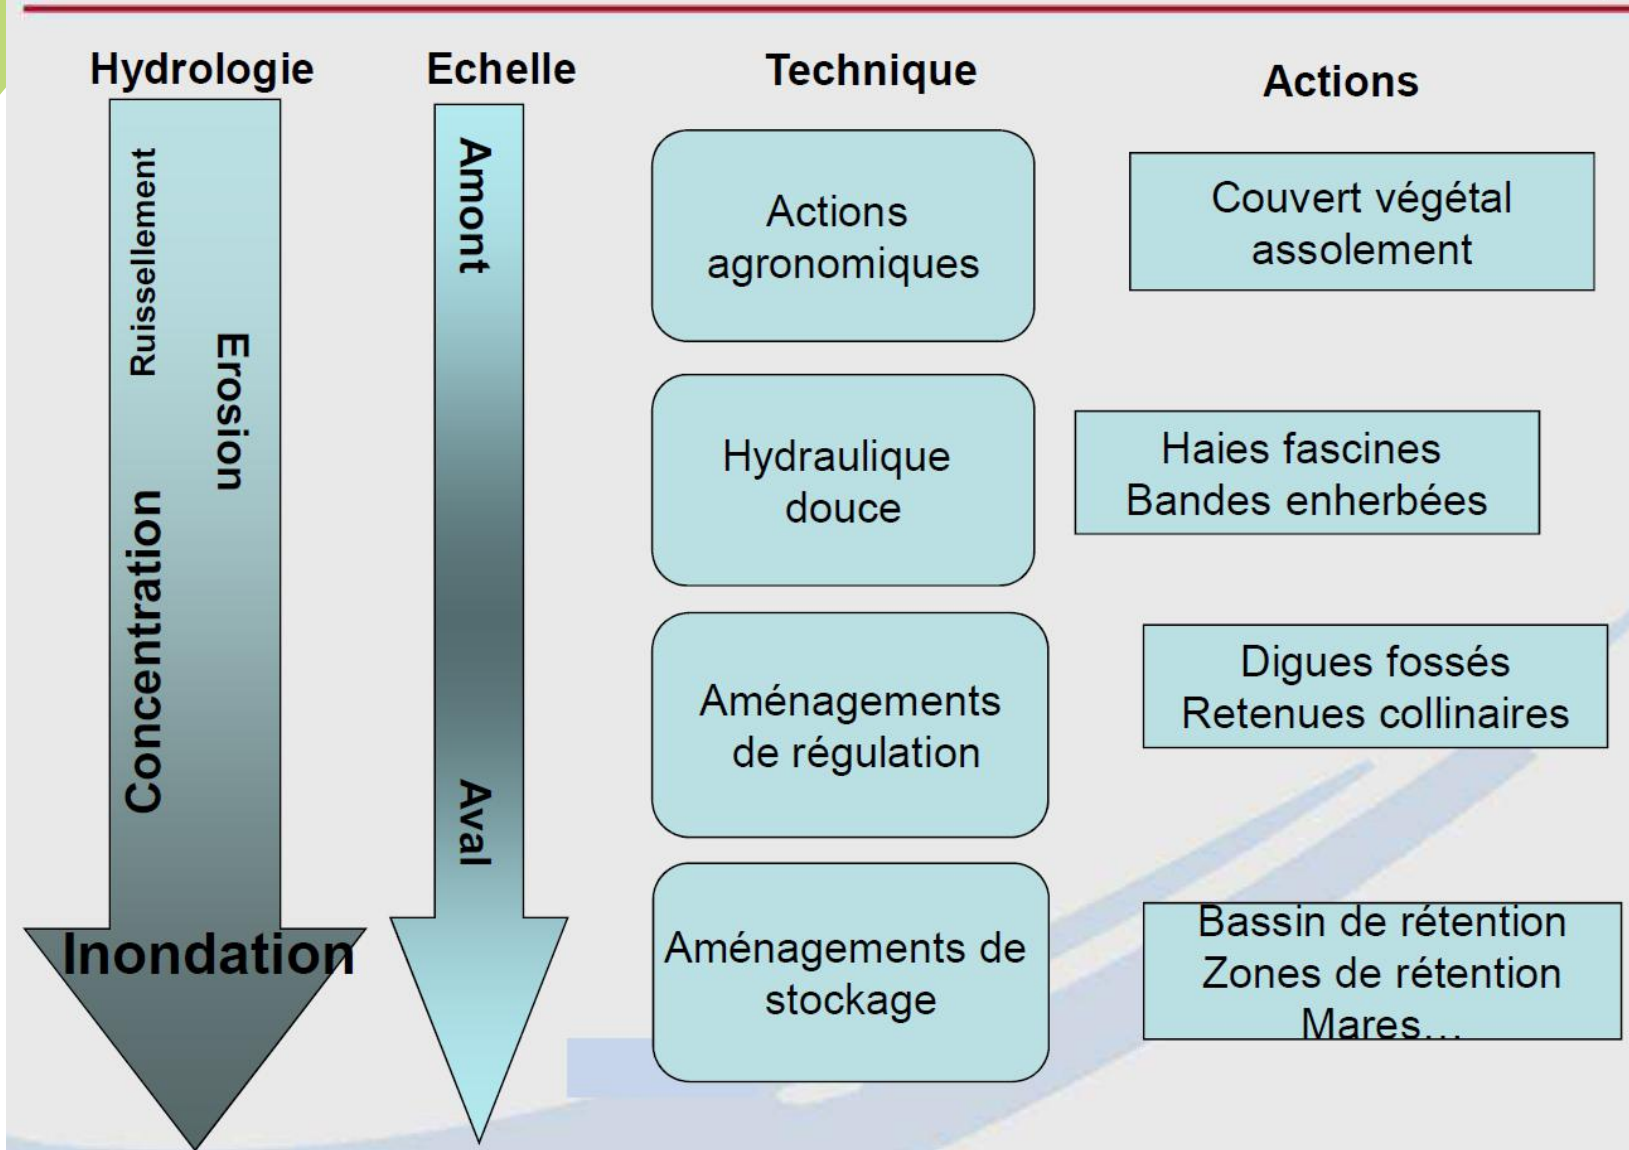 Hydrologie
Echelle
Technique
Actions
Ruissellement
Erosion
Concentration
Inondation
Amont
Aval
Actions
agronomiques
Couvert végétal
assolement
Hydraulique
douce
Haies fascines
Bandes enherbées
Aménagements
de régulation
Digues fossés
Retenues collinaires
Aménagements de
stockage
Bassin de rétention
Zones de rétention
Mares...